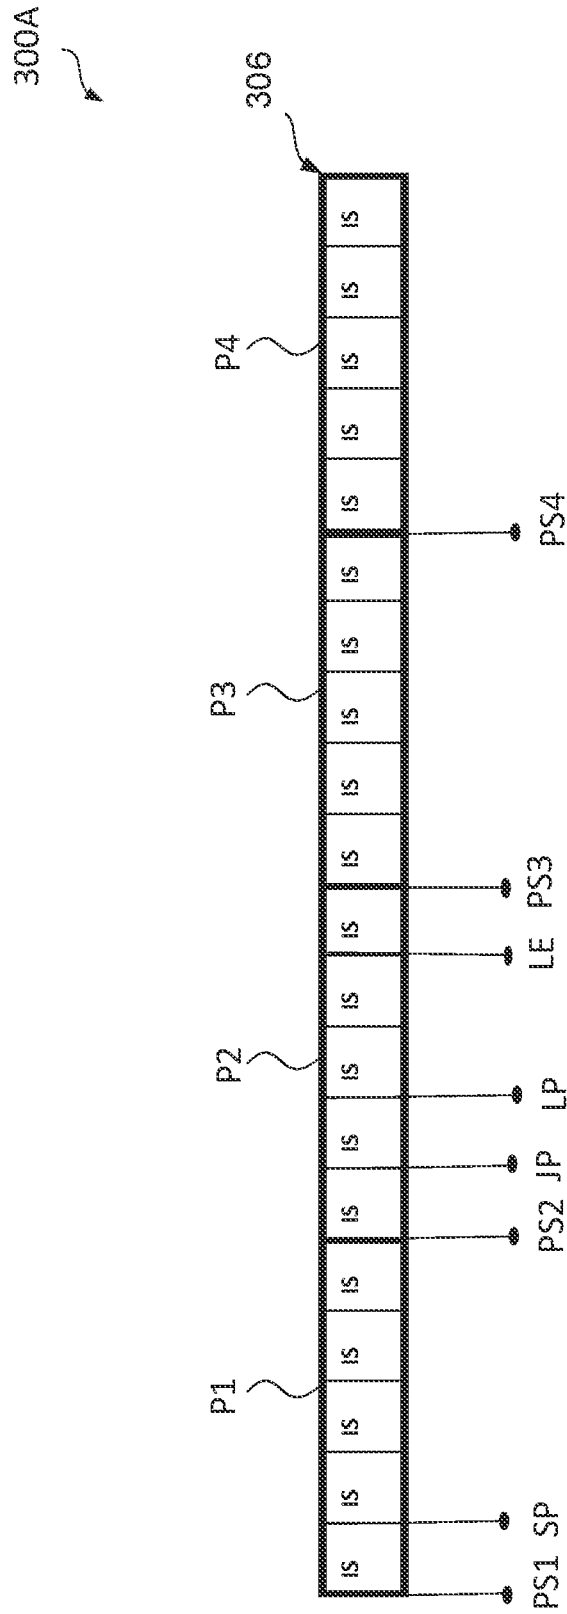 300A
306
P1 P2 P3 P4
IS IS IS IS IS IS IS IS IS IS IS IS IS IS IS IS IS IS IS IS
PS1 SP PS2 JP LP LE PS3 PS4